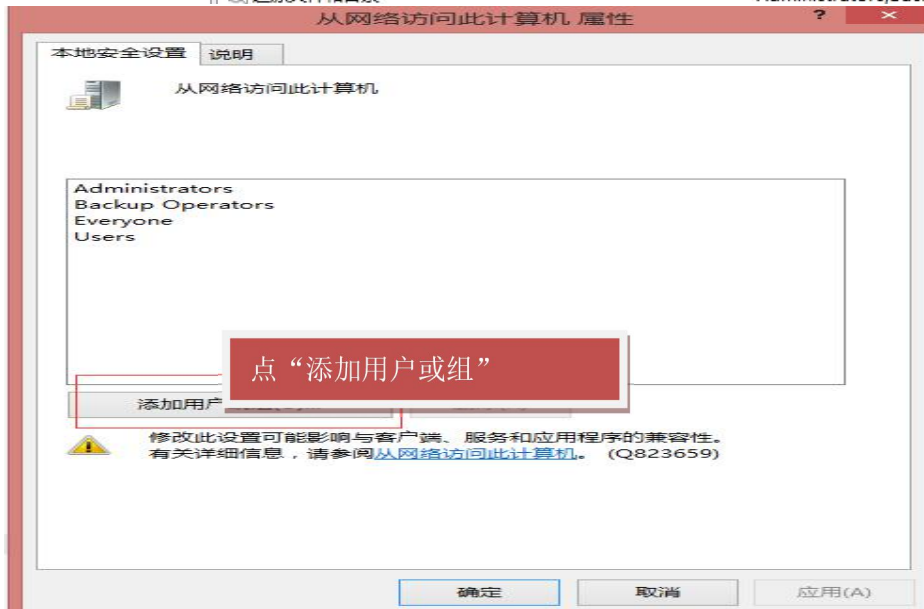 从网络访问此计算机 属性
?
×
本地安全设置
说明
从网络访问此计算机
Administrators
Backup Operators
Everyone
Users
点“添加用户或组”
添加用户
修改此设置可能影响与客户端、服务和应用程序的兼容性。
有关详细信息，请参阅从网络访问此计算机。 (Q823659)
确定
取消
应用(A)